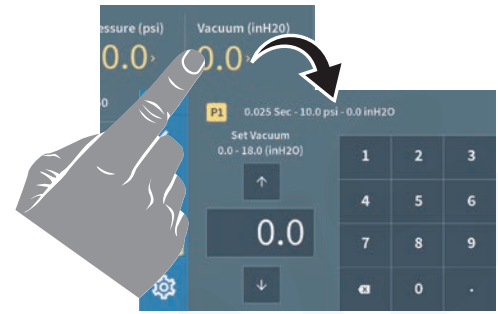 essure (psi)
Vacuum (inH20)
0.0›
0.0›
P1
0.025 Sec - 10.0 psi - 0.0 inH2O
Set Vacuum
0.0 - 18.0 (inH2O)
↑
0.0
↓
1 2 3
4 5 6
7 8 9
0 .